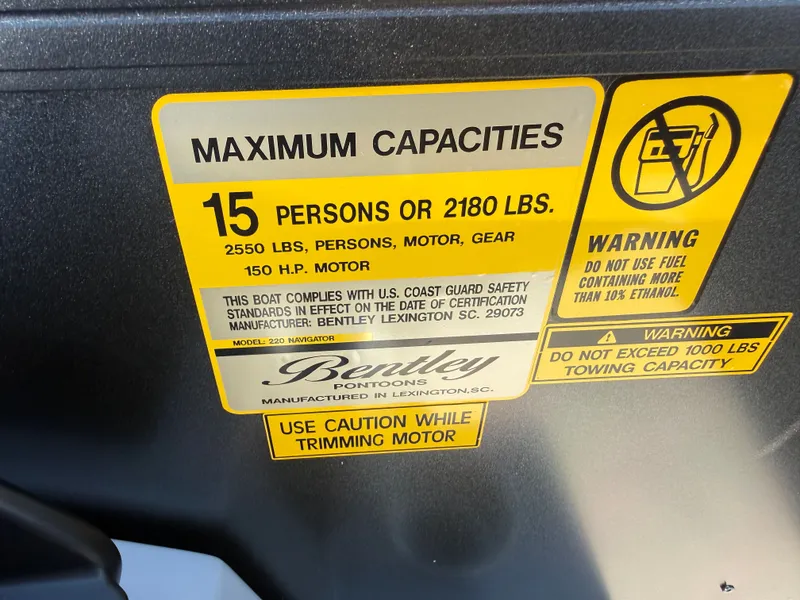 MAXIMUM CAPACITIES
15 PERSONS OR 2180 LBS.
2550 LBS, PERSONS, MOTOR, GEAR
150 H.P. MOTOR
THIS BOAT COMPLIES WITH U.S. COAST GUARD SAFETY
STANDARDS IN EFFECT ON THE DATE OF CERTIFICATION
MANUFACTURER: BENTLEY LEXINGTON SC. 29073
MODEL: 220 NAVIGATOR
Bentley
PONTOONS
MANUFACTURED IN LEXINGTON,SC.
USE CAUTION WHILE
TRIMMING MOTOR
WARNING
DO NOT USE FUEL
CONTAINING MORE
THAN 10% ETHANOL.
WARNING
DO NOT EXCEED 1000 LBS
TOWING CAPACITY